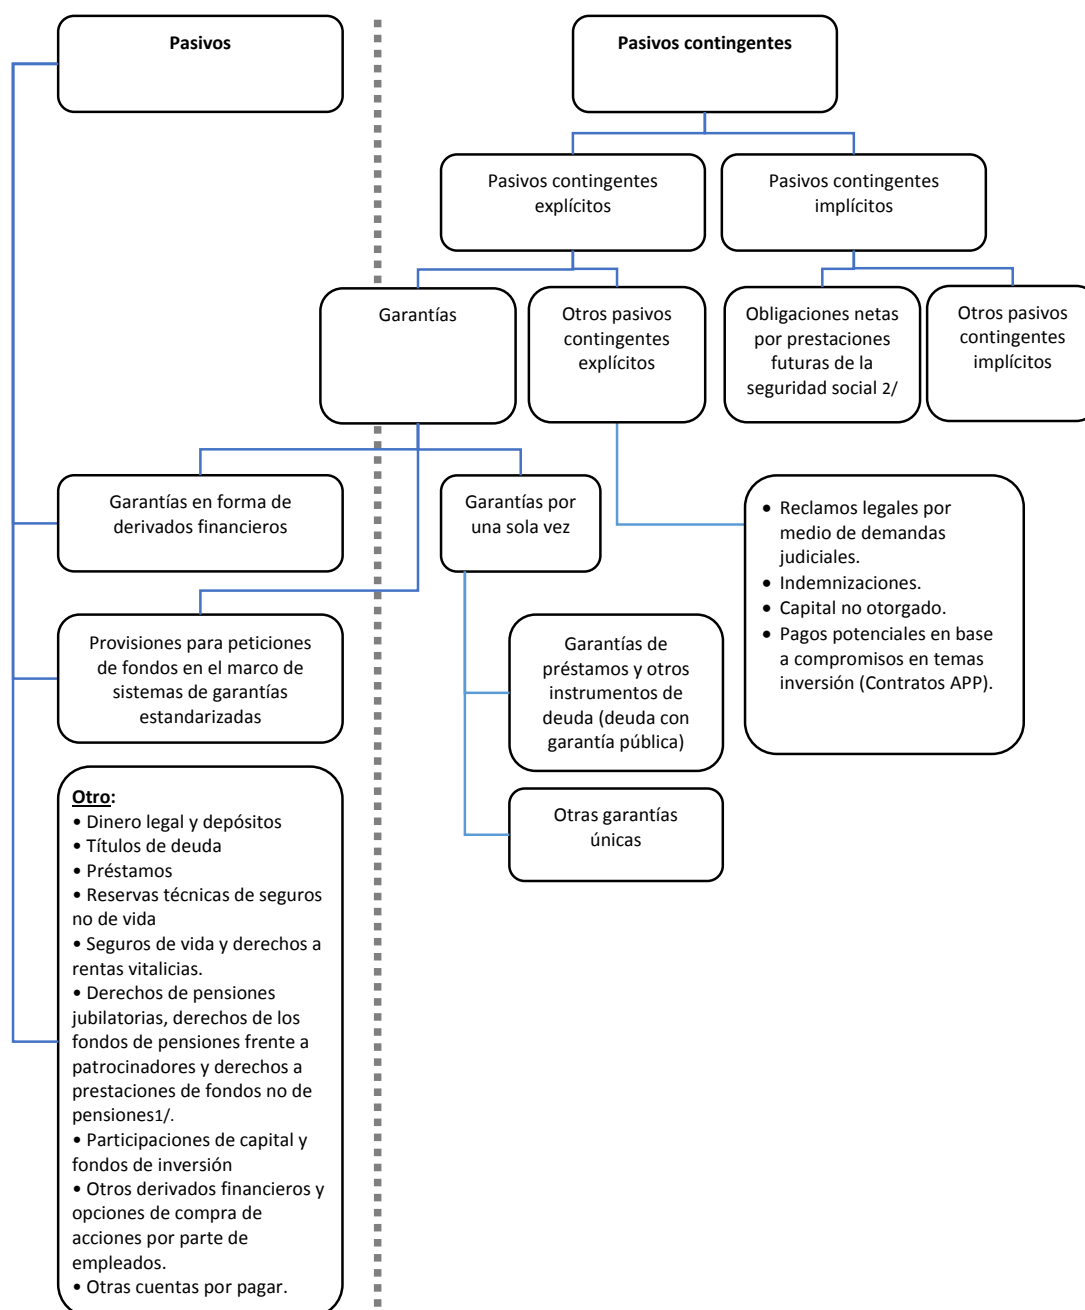 Pasivos
Pasivos contingentes
Pasivos contingentes
explícitos
Pasivos contingentes
implícitos
Garantías
Otros pasivos
contingentes
explícitos
Obligaciones netas
por prestaciones
futuras de la
seguridad social 2/
Otros pasivos
contingentes
implícitos
Garantías en forma de
derivados financieros
Garantías por
una sola vez
• Reclamos legales por
medio de demandas
judiciales.
• Indemnizaciones.
• Capital no otorgado.
• Pagos potenciales en base
a compromisos en temas
inversión (Contratos APP).
Provisiones para peticiones
de fondos en el marco de
sistemas de garantías
estandarizadas
Garantías de
préstamos y otros
instrumentos de
deuda (deuda con
garantía pública)
Otras garantías
únicas
Otro:
• Dinero legal y depósitos
• Títulos de deuda
• Préstamos
• Reservas técnicas de seguros
no de vida
• Seguros de vida y derechos a
rentas vitalicias.
• Derechos de pensiones
jubilatorias, derechos de los
fondos de pensiones frente a
patrocinadores y derechos a
prestaciones de fondos no de
pensiones1/.
• Participaciones de capital y
fondos de inversión
• Otros derivados financieros y
opciones de compra de
acciones por parte de
empleados.
• Otras cuentas por pagar.